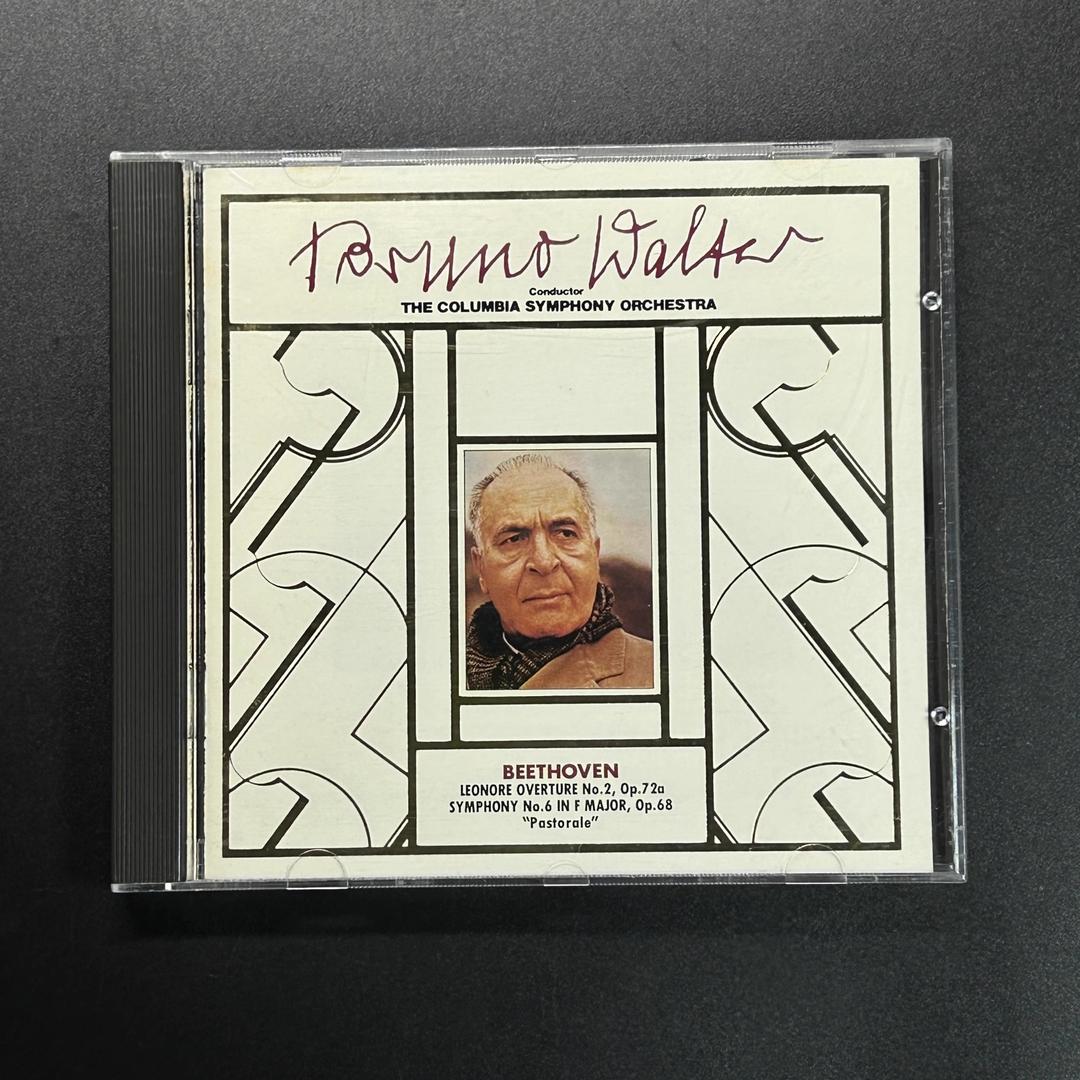 Bruno Walter
Conductor
THE COLUMBIA SYMPHONY ORCHESTRA
BEETHOVEN
LEONORE OVERTURE No.2, Op.72a
SYMPHONY No.6 IN F MAJOR, Op.68
"Pastorale"